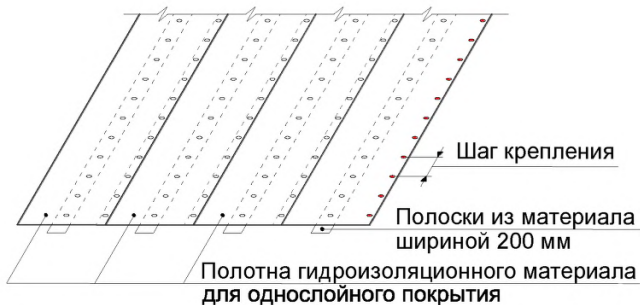 Шаг крепления
Полоски из материала
шириной 200 мм
Полотна гидроизоляционного материала
для однослойного покрытия